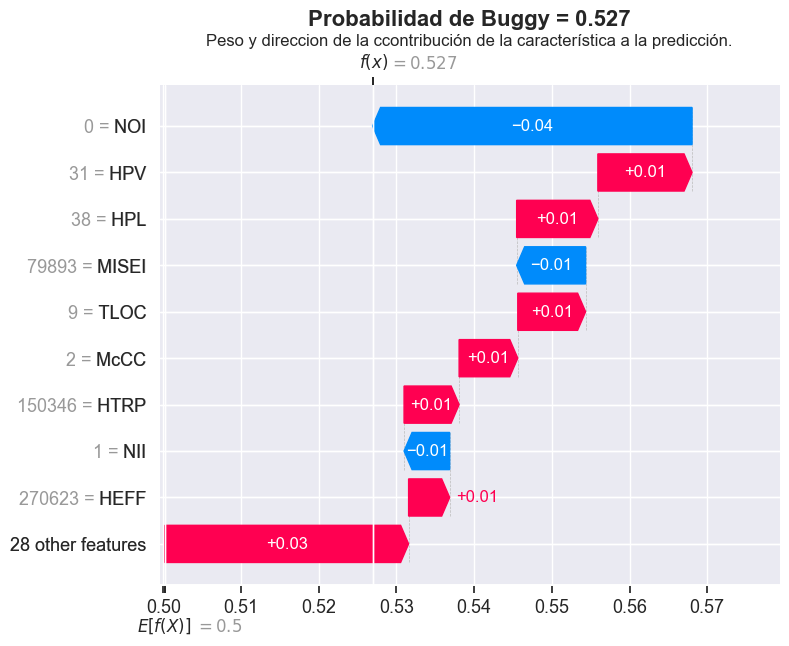 Probabilidad de Buggy = 0.527
Peso y direccion de la ccontribución de la característica a la predicción.
f(x) = 0.527
0 = NOI
−0.04
31 = HPV
+0.01
38 = HPL
+0.01
79893 = MISEI
−0.01
9 = TLOC
+0.01
2 = McCC
+0.01
150346 = HTRP
+0.01
1 = NII
−0.01
270623 = HEFF
+0.01
28 other features
+0.03
0.50 0.51 0.52 0.53 0.54 0.55 0.56 0.57
E[f(X)] = 0.5